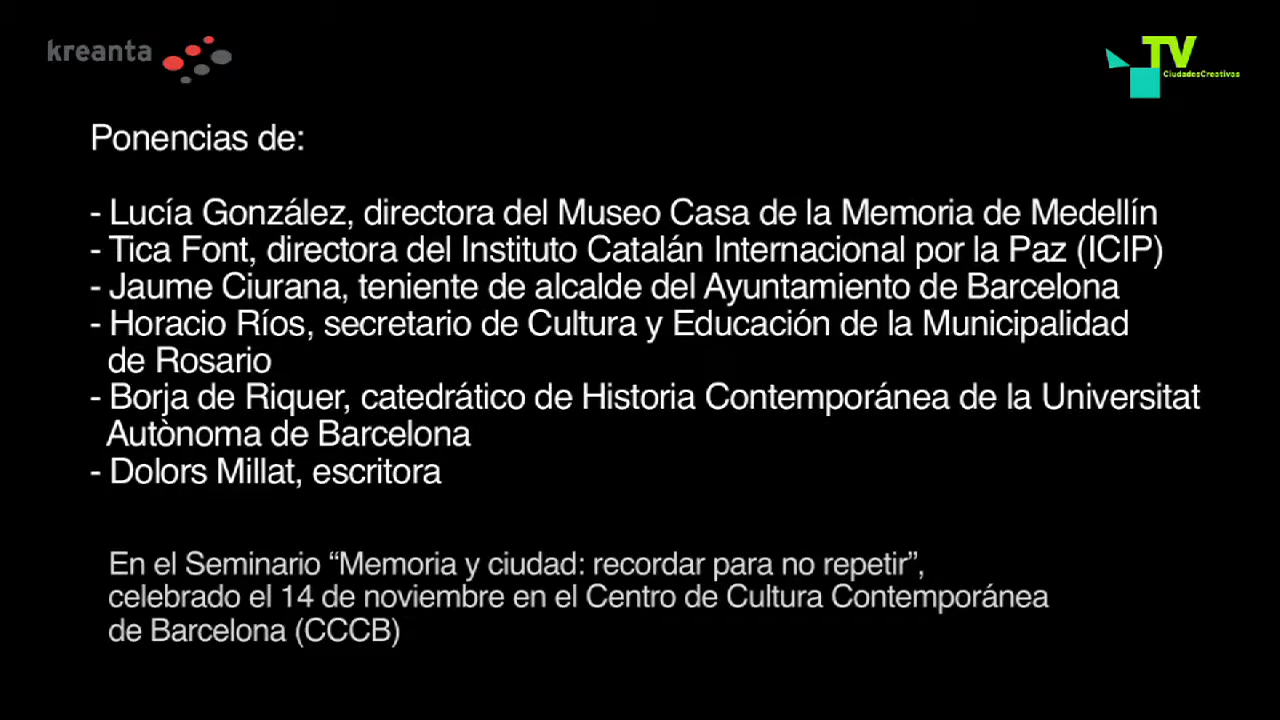 kreanta
TV
CiudadesCreativas
Ponencias de:
- Lucía González, directora del Museo Casa de la Memoria de Medellín
- Tica Font, directora del Instituto Catalán Internacional por la Paz (ICIP)
- Jaume Ciurana, teniente de alcalde del Ayuntamiento de Barcelona
- Horacio Ríos, secretario de Cultura y Educación de la Municipalidad
de Rosario
- Borja de Riquer, catedrático de Historia Contemporánea de la Universitat
Autònoma de Barcelona
- Dolors Millat, escritora
En el Seminario “Memoria y ciudad: recordar para no repetir”,
celebrado el 14 de noviembre en el Centro de Cultura Contemporánea
de Barcelona (CCCB)